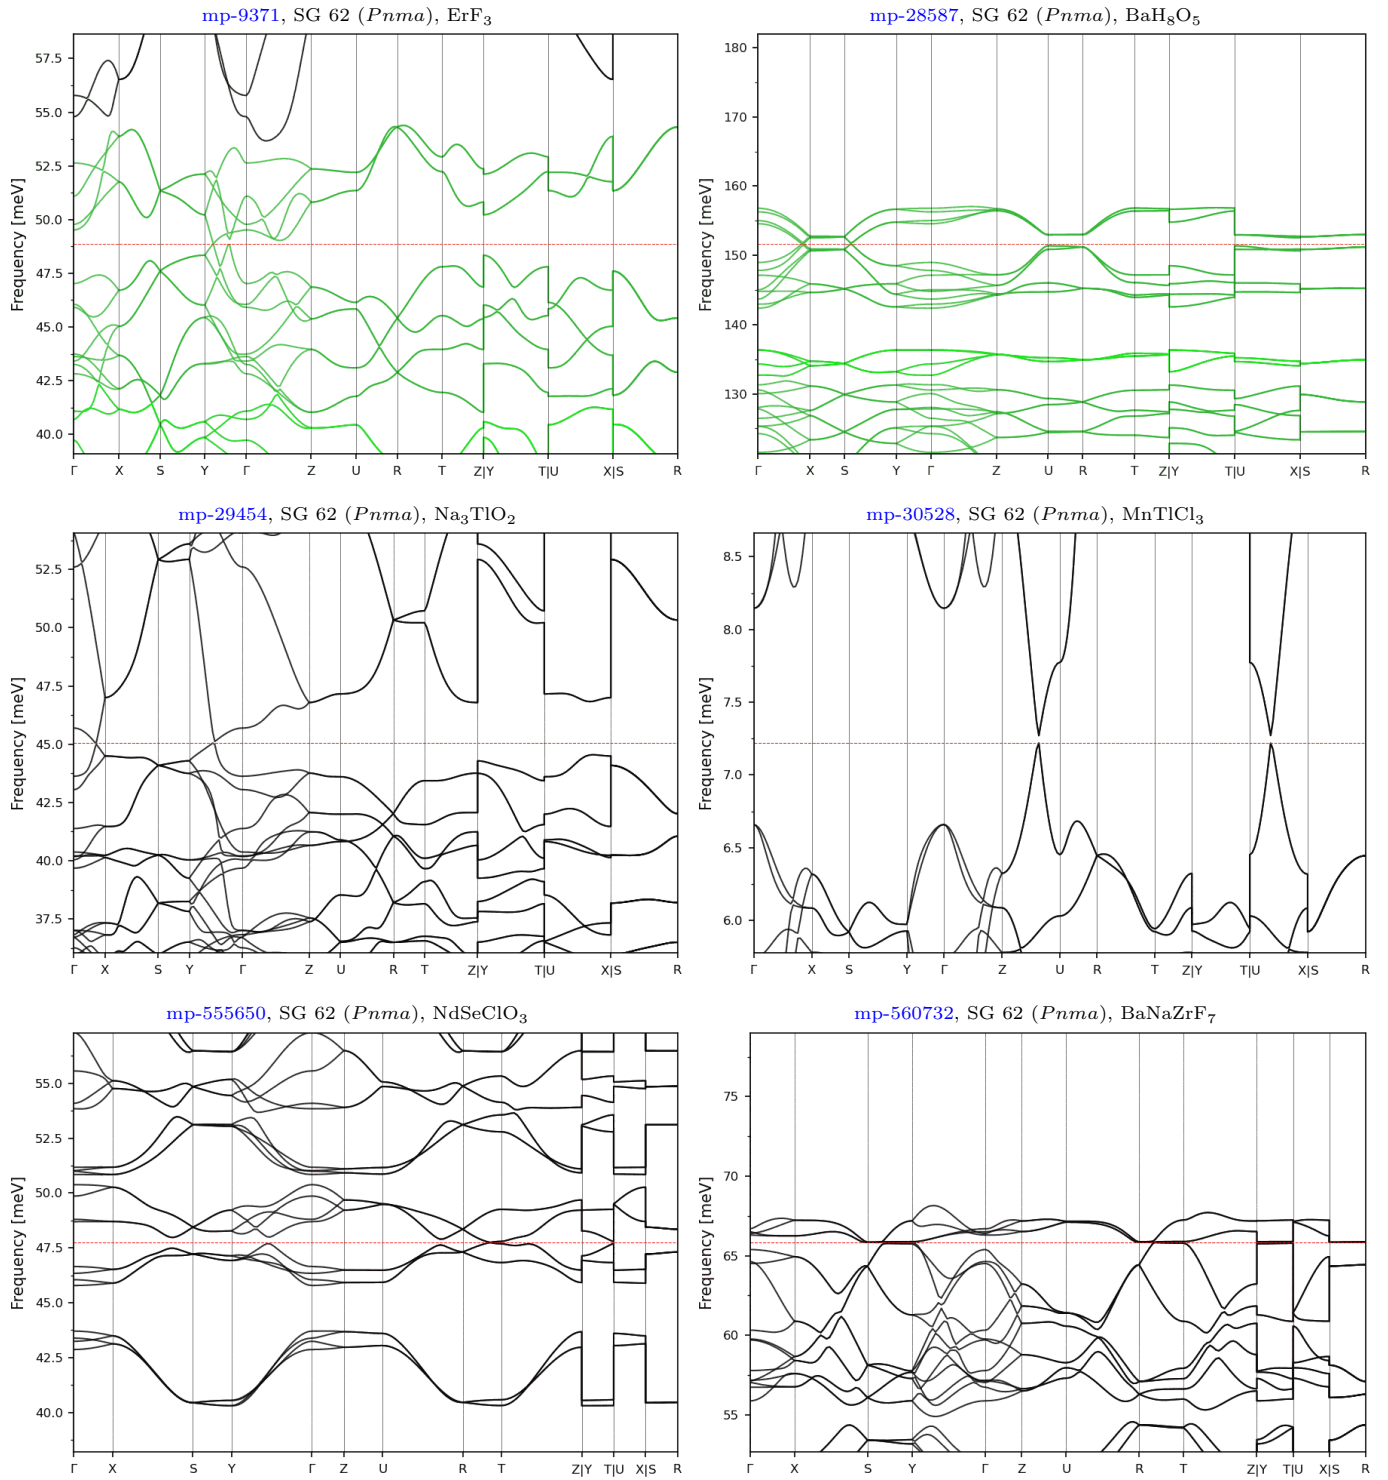 mp-9371, SG 62 (Pnma), ErF₃
Frequency [meV]
57.5
55.0
52.5
50.0
47.5
45.0
42.5
40.0
Γ X S Y Γ Z U R T Z|Y T|U X|S R
mp-28587, SG 62 (Pnma), BaH₈O₅
Frequency [meV]
180
170
160
150
140
130
Γ X S Y Γ Z U R T Z|Y T|U X|S R
mp-29454, SG 62 (Pnma), Na₃TlO₂
Frequency [meV]
52.5
50.0
47.5
45.0
42.5
40.0
37.5
Γ X S Y Γ Z U R T Z|Y T|U X|S R
mp-30528, SG 62 (Pnma), MnTlCl₃
Frequency [meV]
8.5
8.0
7.5
7.0
6.5
6.0
Γ X S Y Γ Z U R T Z|Y T|U X|S R
mp-555650, SG 62 (Pnma), NdSeClO₃
Frequency [meV]
55.0
52.5
50.0
47.5
45.0
42.5
40.0
Γ X S Y Γ Z U R T Z|Y T|U X|S R
mp-560732, SG 62 (Pnma), BaNaZrF₇
Frequency [meV]
75
70
65
60
55
Γ X S Y Γ Z U R T Z|Y T|U X|S R